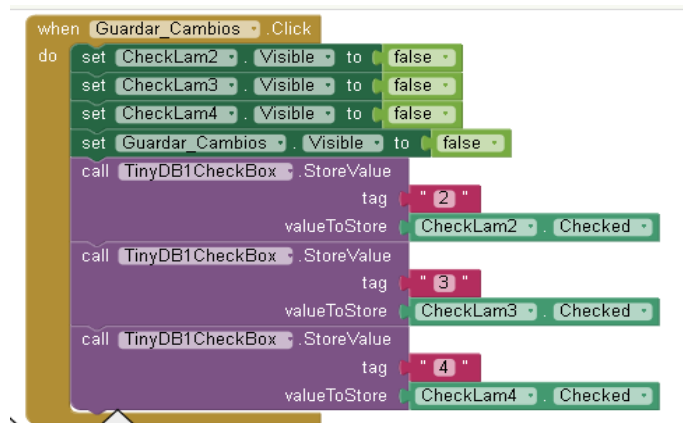 when Guardar_Cambios .Click
do set CheckLam2 . Visible to false
set CheckLam3 . Visible to false
set CheckLam4 . Visible to false
set Guardar_Cambios . Visible to false
call TinyDB1CheckBox .StoreValue
tag " 2 "
valueToStore CheckLam2 . Checked
call TinyDB1CheckBox .StoreValue
tag " 3 "
valueToStore CheckLam3 . Checked
call TinyDB1CheckBox .StoreValue
tag " 4 "
valueToStore CheckLam4 . Checked